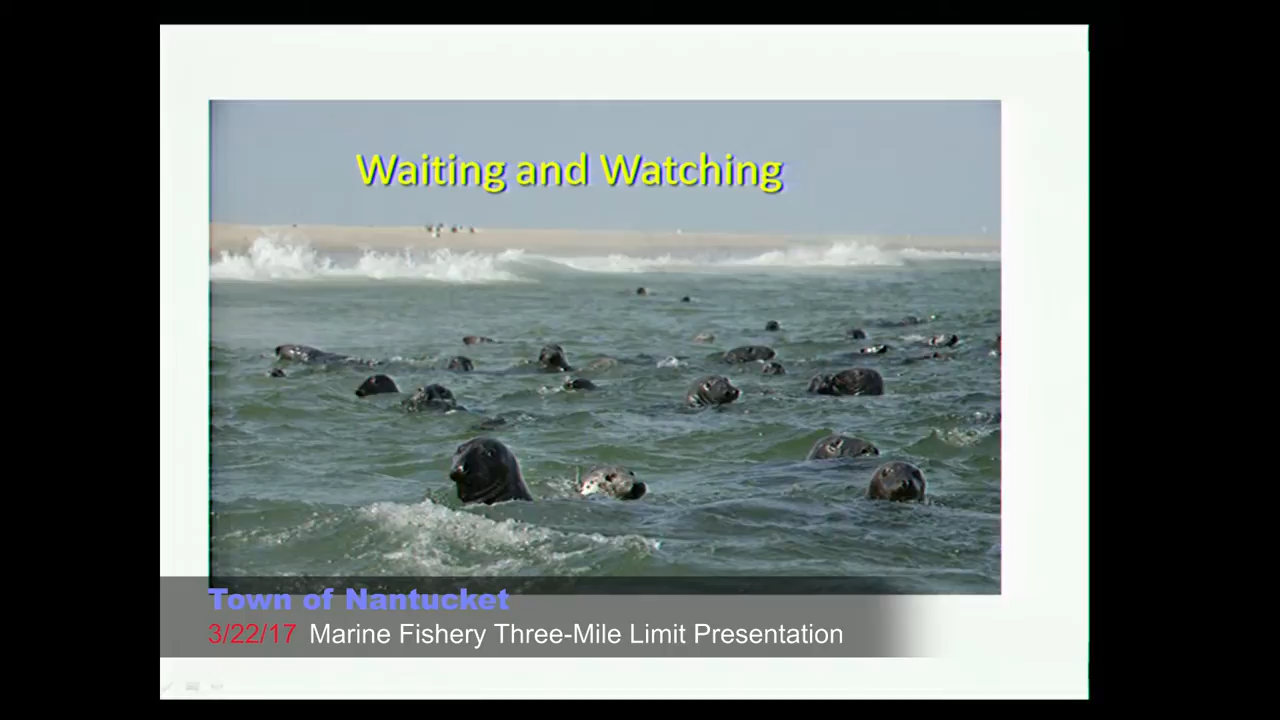 Waiting and Watching
Town of Nantucket
3/22/17 Marine Fishery Three-Mile Limit Presentation